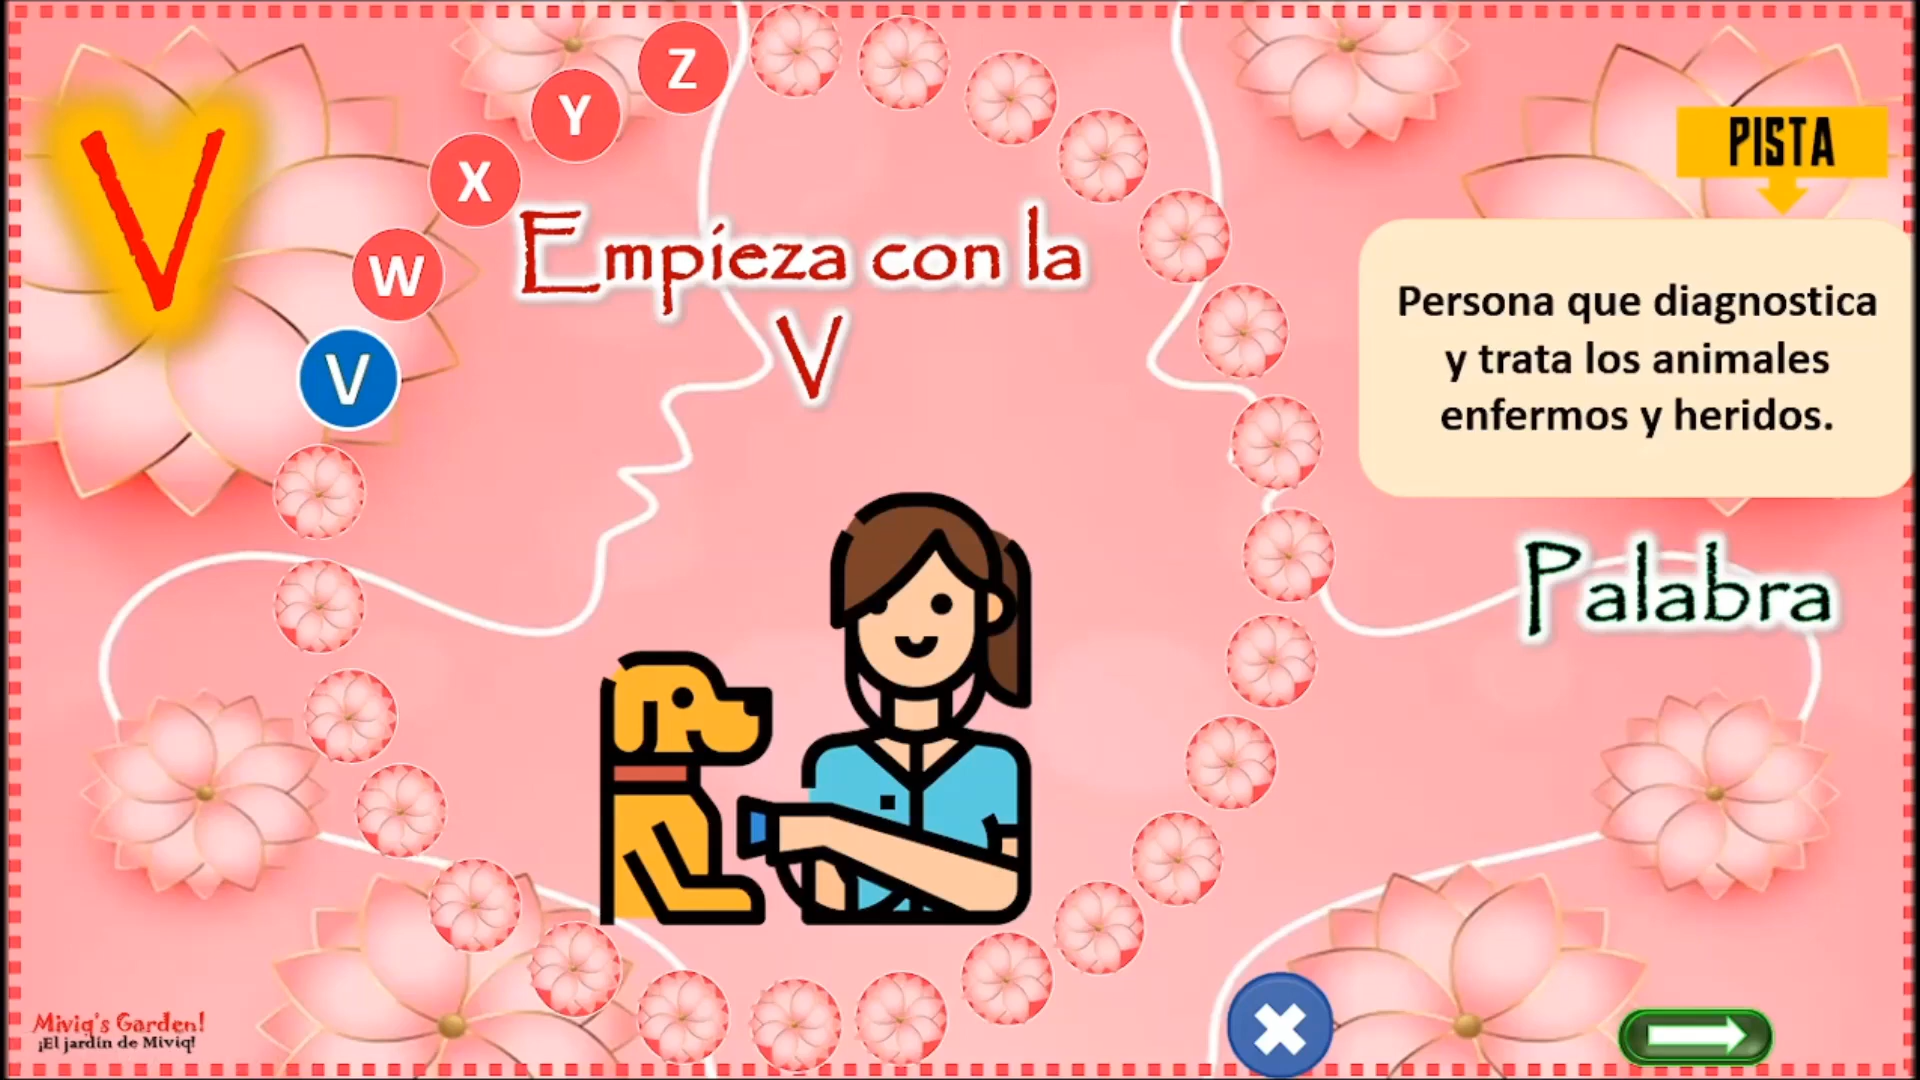 V
Z
Y
X
W
V
Empieza con la
V
PISTA
Persona que diagnostica
y trata los animales
enfermos y heridos.
Palabra
Miviq's Garden!
¡El jardín de Miviq!